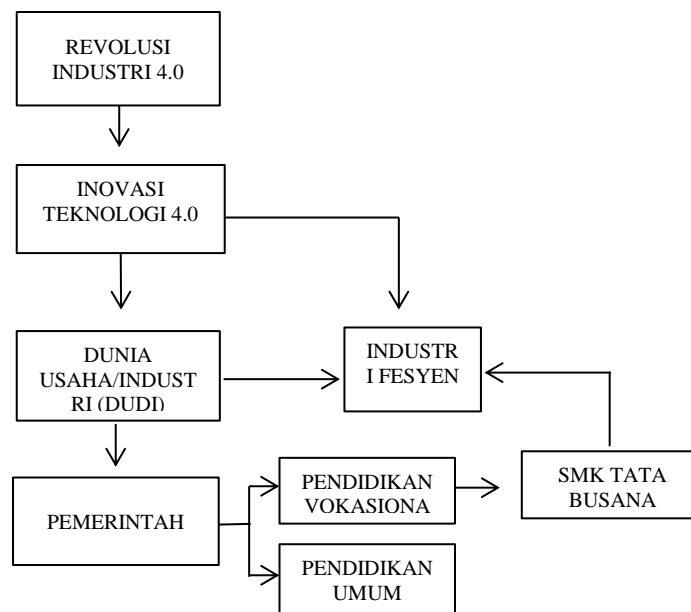 REVOLUSI
INDUSTRI 4.0
INOVASI
TEKNOLOGI 4.0
DUNIA
USAHA/INDUST
RI (DUDI)
INDUSTR
I FESYEN
PEMERINTAH
PENDIDIKAN
VOKASIONA
SMK TATA
BUSANA
PENDIDIKAN
UMUM